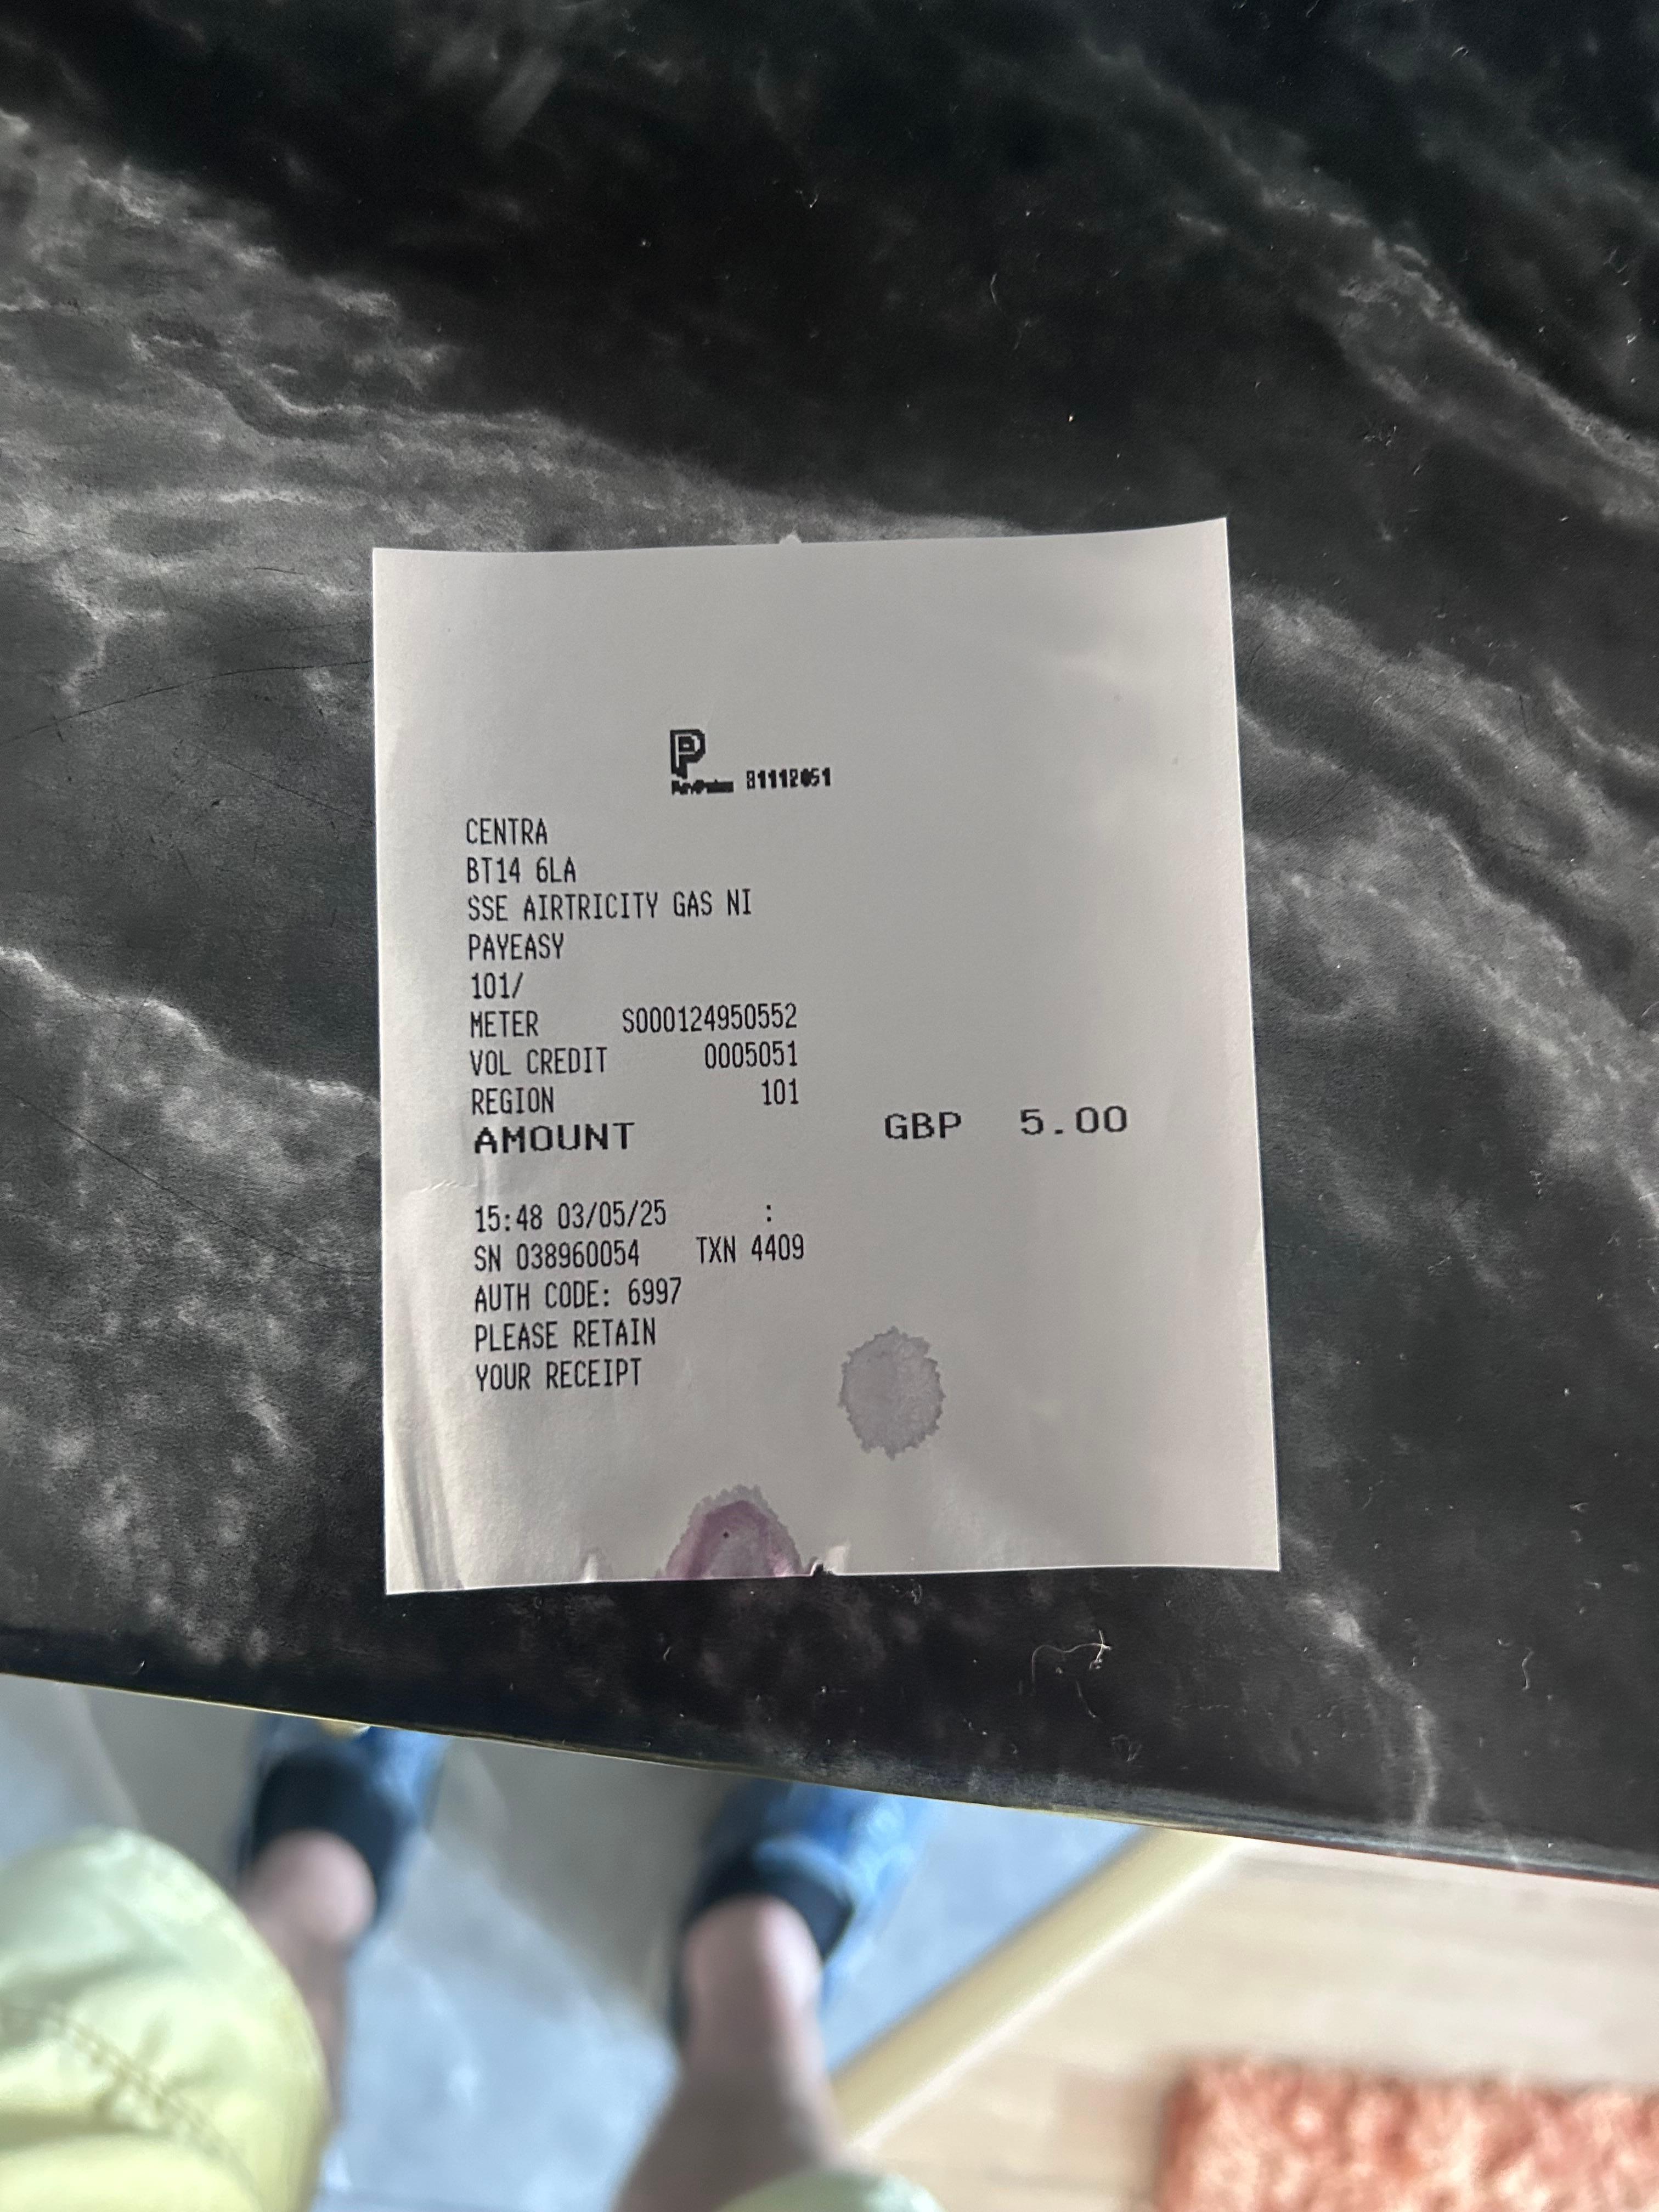 P
81112051
CENTRA
BT14 6LA
SSE AIRTRICITY GAS NI
PAYEASY
101/
METER S000124950552
VOL CREDIT 0005051
REGION 101
AMOUNT GBP 5.00
15:48 03/05/25 :
SN 038960054 TXN 4409
AUTH CODE: 6997
PLEASE RETAIN
YOUR RECEIPT